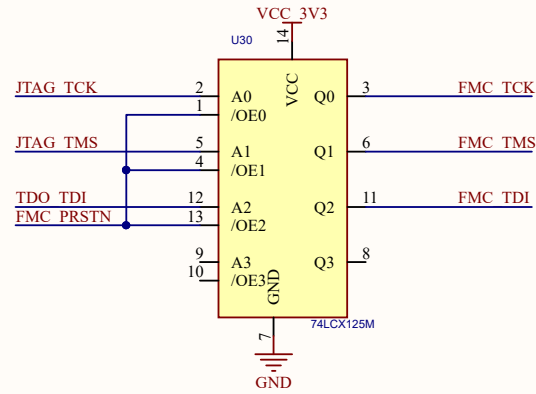 VCC_3V3
U30
14
VCC
JTAG_TCK 2 A0 Q0 3 FMC_TCK
1 /OE0
JTAG_TMS 5 A1 Q1 6 FMC_TMS
4 /OE1
TDO_TDI 12 A2 Q2 11 FMC_TDI
FMC_PRSTN 13 /OE2
9 A3 Q3 8
10 /OE3
GND
7
74LCX125M
GND